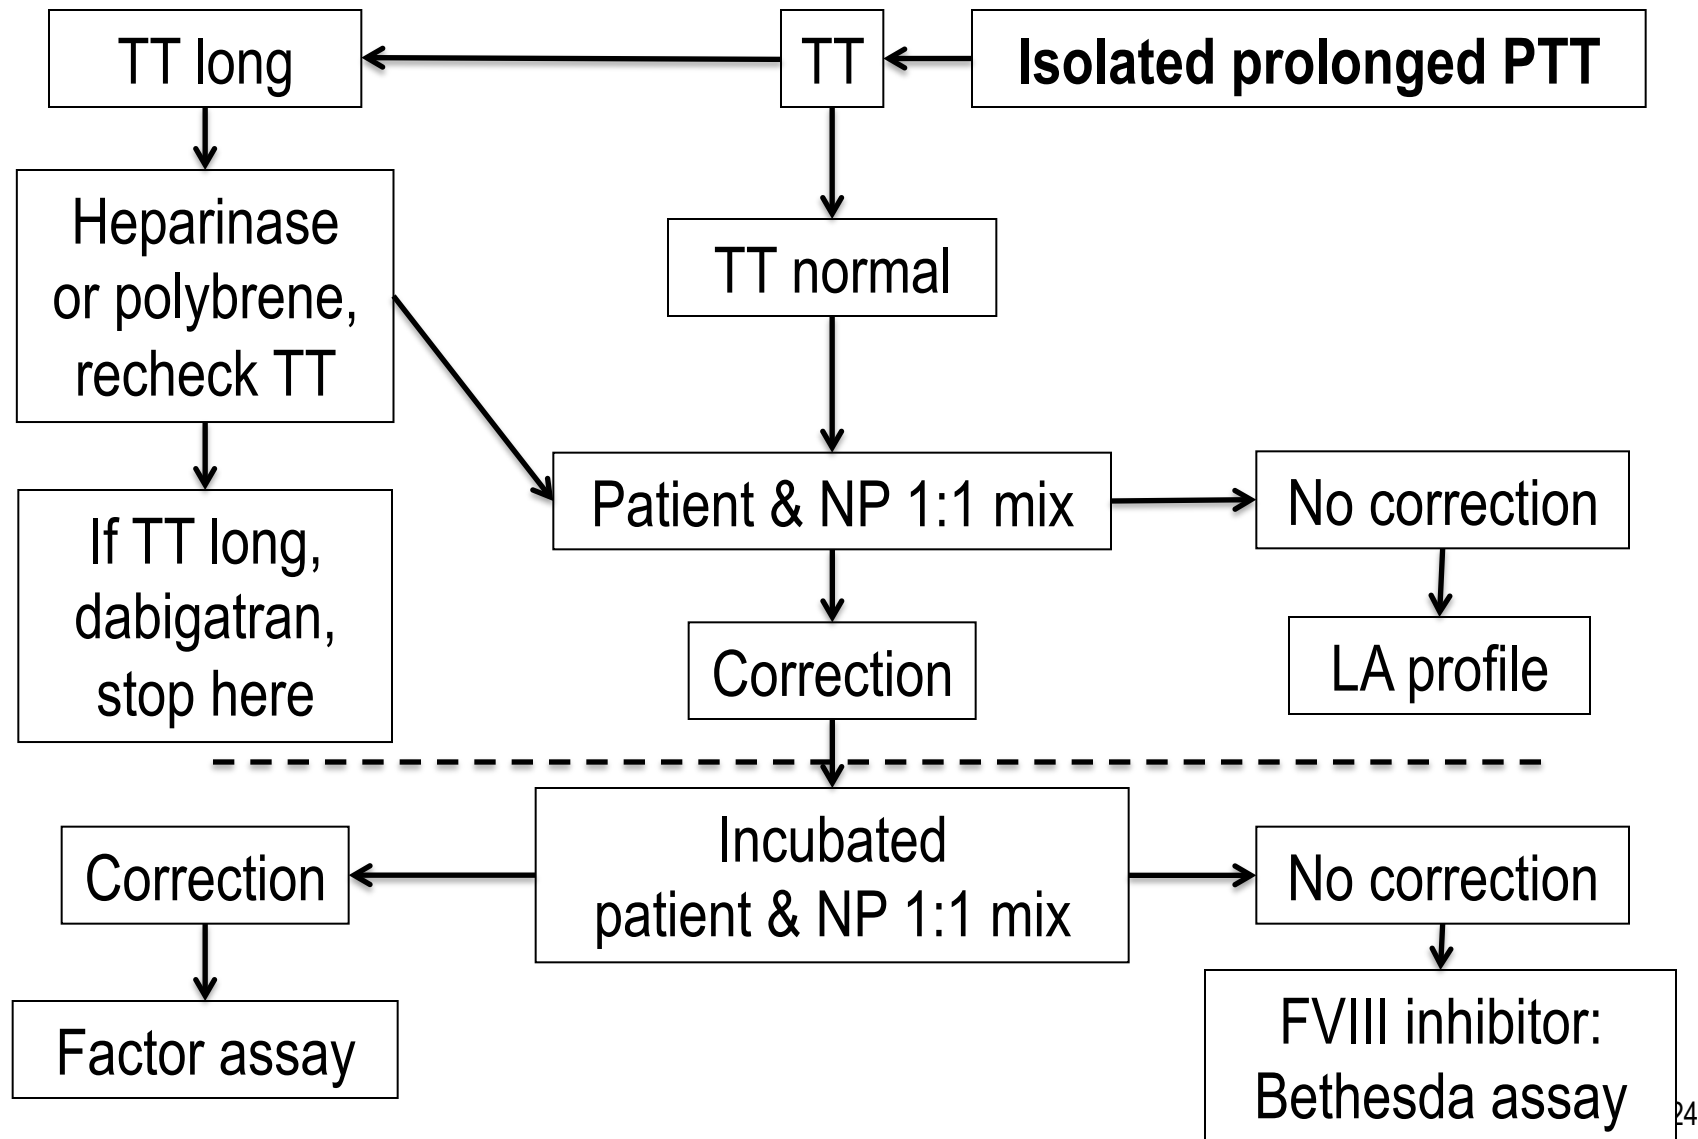 TT long
TT
Isolated prolonged PTT
Heparinase
or polybrene,
recheck TT
TT normal
If TT long,
dabigatran,
stop here
Patient & NP 1:1 mix
No correction
Correction
LA profile
Incubated
patient & NP 1:1 mix
Correction
No correction
Factor assay
FVIII inhibitor:
Bethesda assay
24